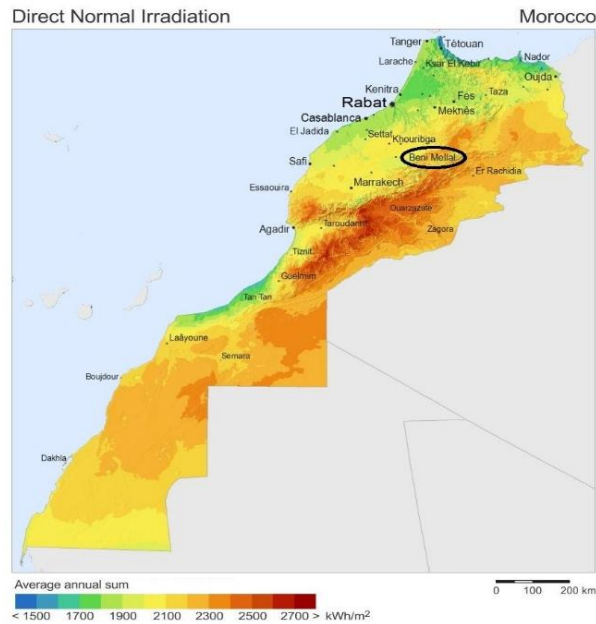 Direct Normal Irradiation Morocco
Tanger
Tétouan
Larache
Ksar El Kebir
Nador
Oujda
Kenitra
Fès
Taza
Rabat
Meknès
Casablanca
El Jadida
Settat
Khouribga
Safi
Beni Mellal
Er Rachidia
Marrakech
Essaouira
Ouarzazate
Agadir
Taroudannt
Zagora
Tiznit
Guelmim
Tan Tan
Laâyoune
Semara
Boujdour
Dakhla
Average annual sum
0 100 200 km
< 1500 1700 1900 2100 2300 2500 2700 > kWh/m²